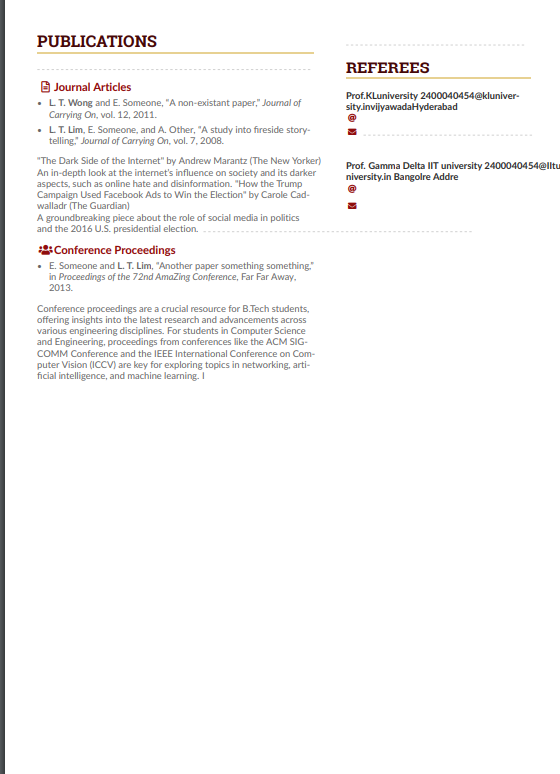 PUBLICATIONS
Journal Articles
• L. T. Wong and E. Someone, “A non-existant paper,” Journal of
Carrying On, vol. 12, 2011.
• L. T. Lim, E. Someone, and A. Other, “A study into fireside story-
telling,” Journal of Carrying On, vol. 7, 2008.
"The Dark Side of the Internet" by Andrew Marantz (The New Yorker)
An in-depth look at the internet’s influence on society and its darker
aspects, such as online hate and disinformation. "How the Trump
Campaign Used Facebook Ads to Win the Election" by Carole Cad-
walladr (The Guardian)
A groundbreaking piece about the role of social media in politics
and the 2016 U.S. presidential election.
Conference Proceedings
• E. Someone and L. T. Lim, “Another paper something something,”
in Proceedings of the 72nd AmaZing Conference, Far Far Away,
2013.
Conference proceedings are a crucial resource for B.Tech students,
offering insights into the latest research and advancements across
various engineering disciplines. For students in Computer Science
and Engineering, proceedings from conferences like the ACM SIG-
COMM Conference and the IEEE International Conference on Com-
puter Vision (ICCV) are key for exploring topics in networking, arti-
ficial intelligence, and machine learning. I
REFEREES
Prof.KLuniversity 2400040454@kluniver-
sity.invijyawadaHyderabad
@
Prof. Gamma Delta IIT university 2400040454@IItu
niversity.in Bangolre Addre
@